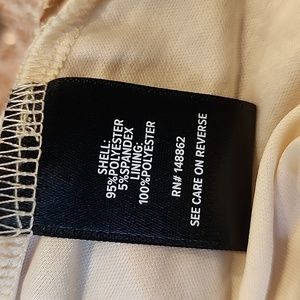 SHELL:
95%POLYESTER
5%SPANDEX
LINING:
100%POLYESTER
RN# 148862
SEE CARE ON REVERSE